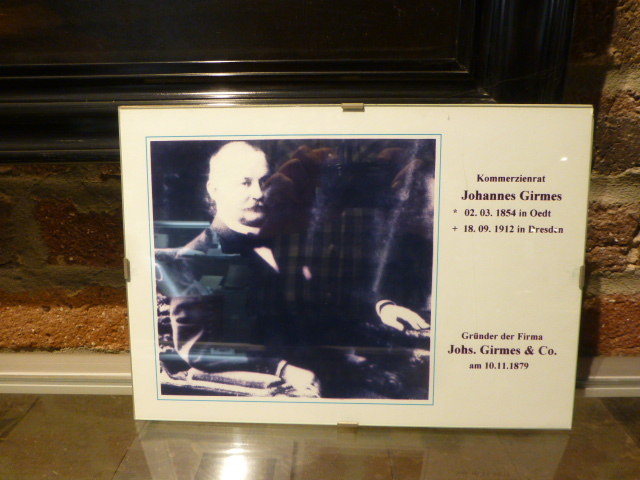 Kommerzienrat
Johannes Girmes
* 02. 03. 1854 in Oedt
+ 18. 09. 1912 in Dresden
Gründer der Firma
Johs. Girmes & Co.
am 10.11.1879